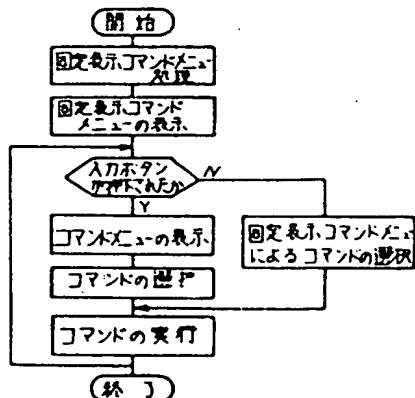 開始
固定表示コマンドメニュー
処理
固定表示コマンド
メニューの表示
入力ボタン
が押下されたか
N
Y
コマンドメニューの表示
コマンドの選択
固定表示コマンドメニュー
によるコマンドの選択
コマンドの実行
終了